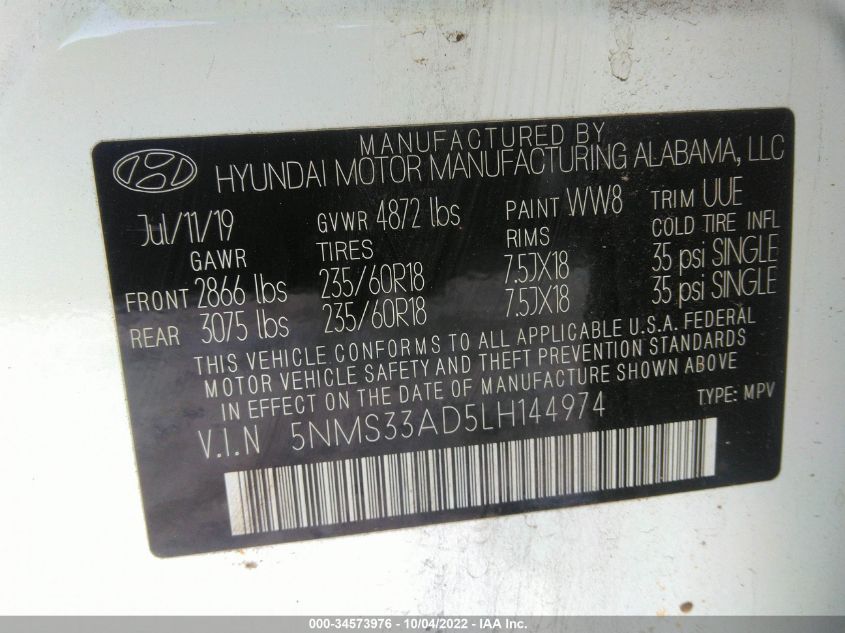 MANUFACTURED BY
HYUNDAI MOTOR MANUFACTURING ALABAMA, LLC
Jul/11/19 GVWR 4872 lbs PAINT WW8 TRIM UUE
GAWR TIRES RIMS COLD TIRE INFL
FRONT 2866 lbs 235/60R18 7.5JX18 35 psi SINGLE
REAR 3075 lbs 235/60R18 7.5JX18 35 psi SINGLE
THIS VEHICLE CONFORMS TO ALL APPLICABLE U.S.A. FEDERAL
MOTOR VEHICLE SAFETY AND THEFT PREVENTION STANDARDS
IN EFFECT ON THE DATE OF MANUFACTURE SHOWN ABOVE
V.I.N 5NMS33AD5LH144974 TYPE: MPV
000-34573976 - 10/04/2022 - IAA Inc.